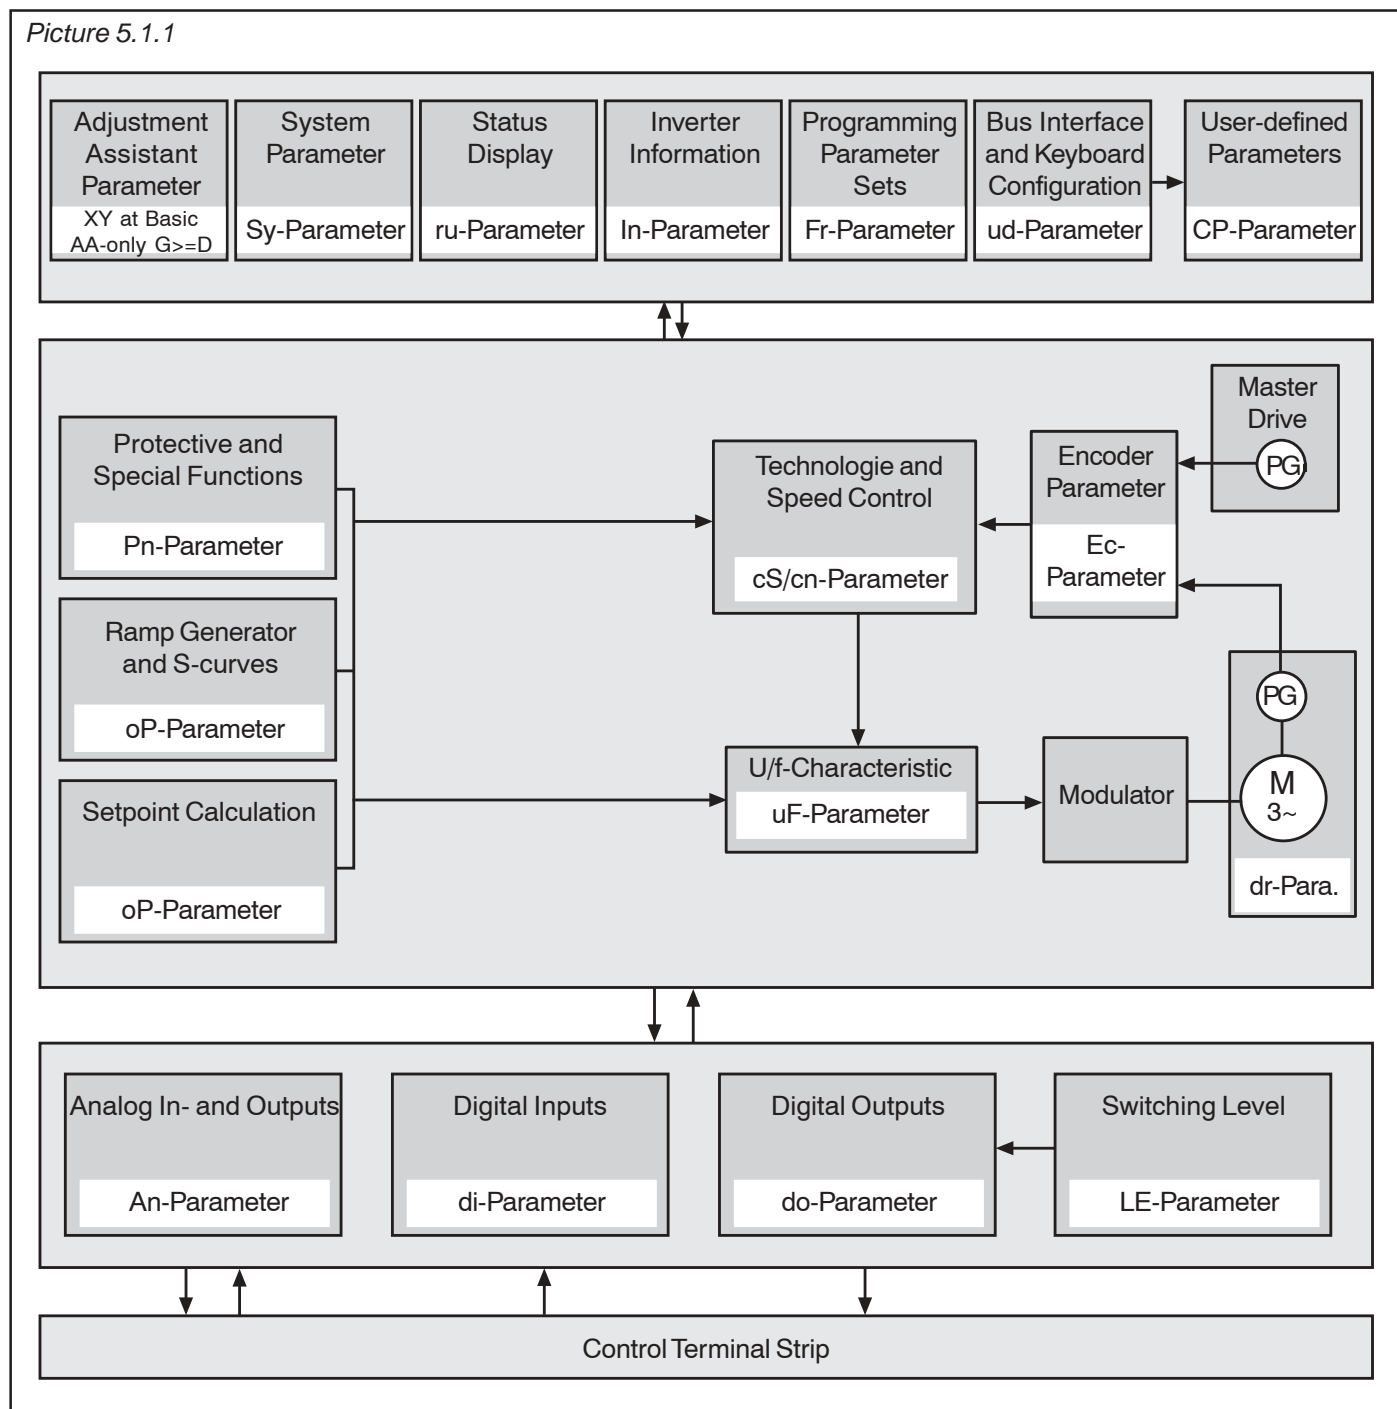 Picture 5.1.1
Adjustment
Assistant
Parameter
XY at Basic
AA-only G>=D
System
Parameter
Sy-Parameter
Status
Display
ru-Parameter
Inverter
Information
In-Parameter
Programming
Parameter
Sets
Fr-Parameter
Bus Interface
and Keyboard
Configuration
ud-Parameter
User-defined
Parameters
CP-Parameter
Protective and
Special Functions
Pn-Parameter
Ramp Generator
and S-curves
oP-Parameter
Setpoint Calculation
oP-Parameter
Technologie and
Speed Control
cS/cn-Parameter
U/f-Characteristic
uF-Parameter
Encoder
Parameter
Ec-
Parameter
Master
Drive
PG
Modulator
PG
M
3~
dr-Para.
Analog In- and Outputs
An-Parameter
Digital Inputs
di-Parameter
Digital Outputs
do-Parameter
Switching Level
LE-Parameter
Control Terminal Strip